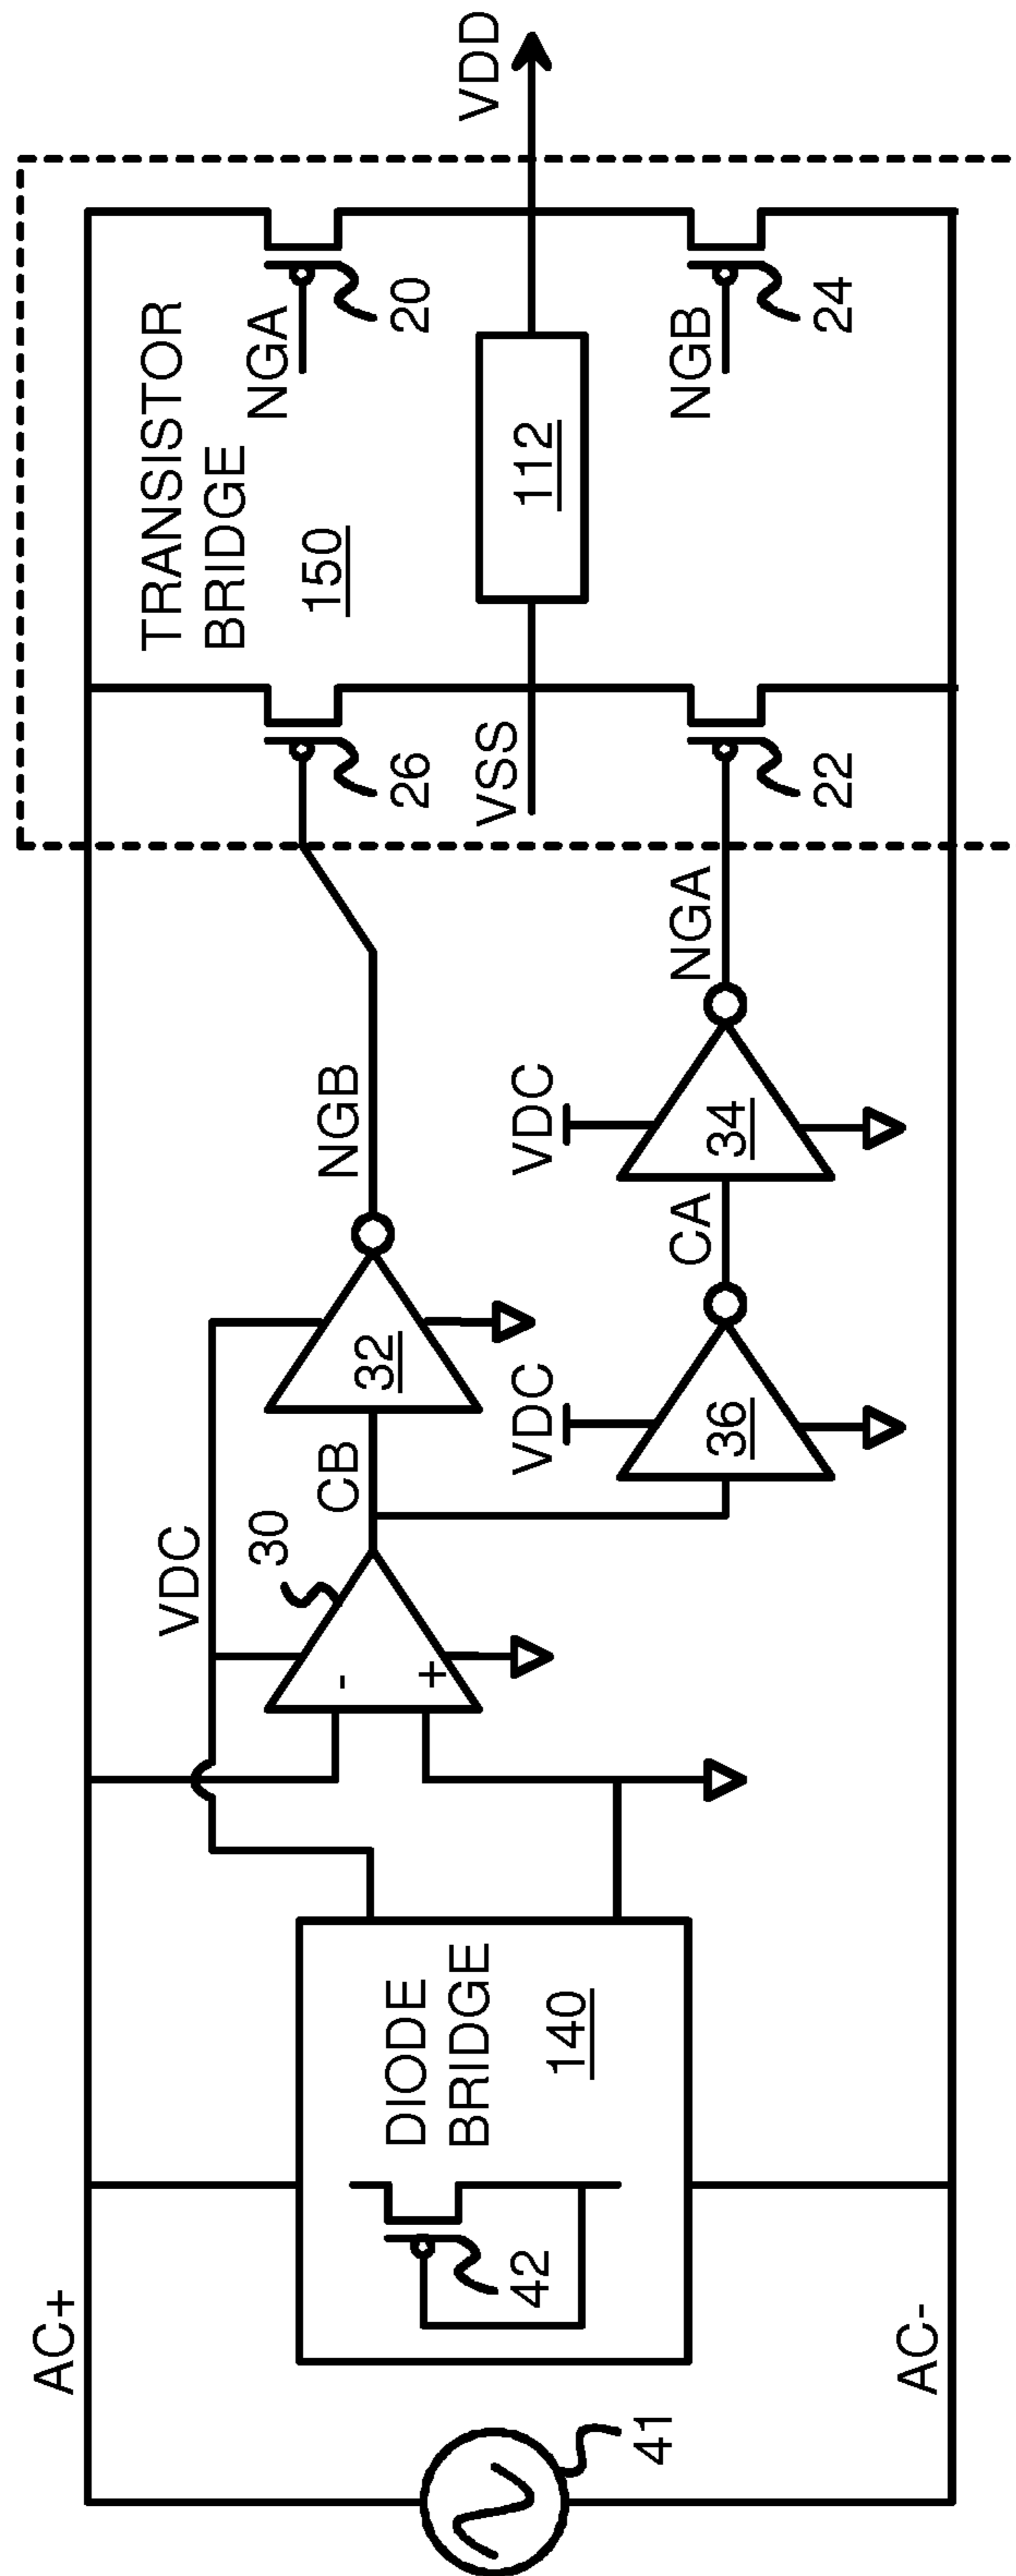 AC+
AC-
41
42
DIODE
BRIDGE
140
VDC
30
-
+
CB
32
NGB
VDC
36
CA
VDC
34
NGA
TRANSISTOR
BRIDGE
150
26
VSS
22
112
NGA
20
NGB
24
VDD